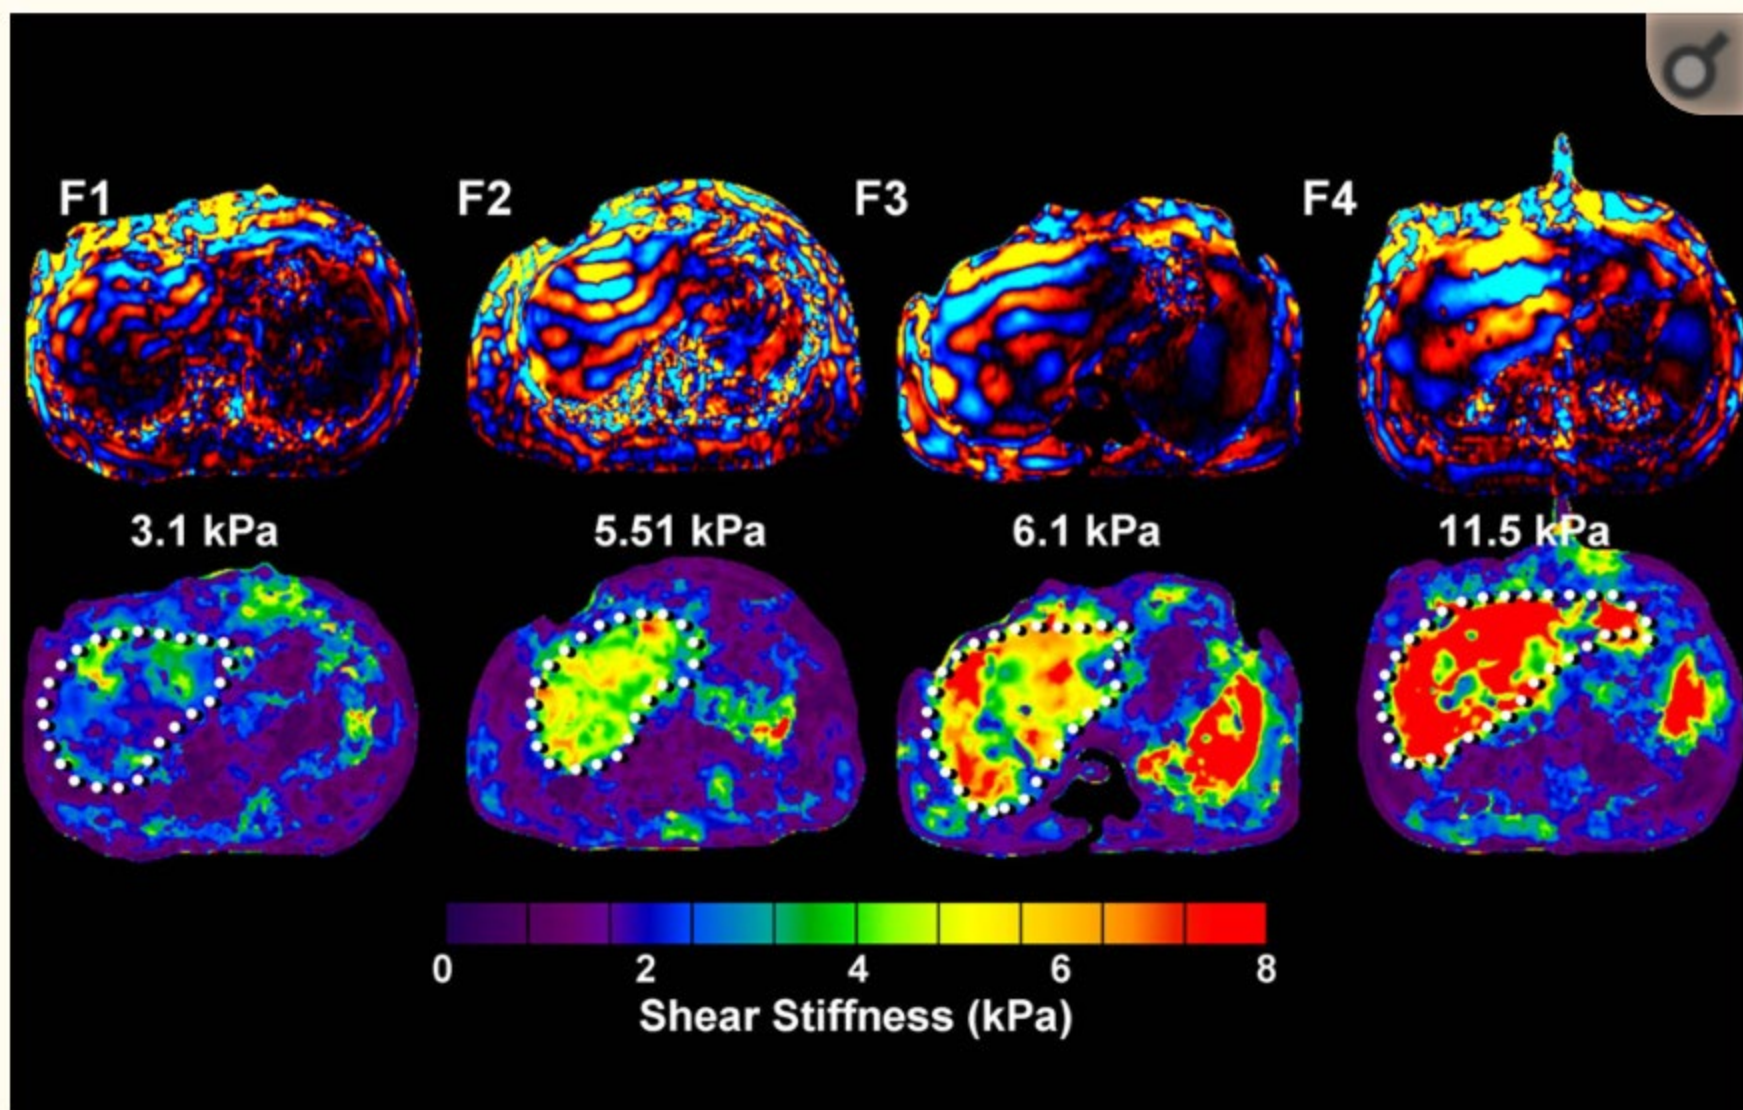 F1 F2 F3 F4
3.1 kPa 5.51 kPa 6.1 kPa 11.5 kPa
0 2 4 6 8
Shear Stiffness (kPa)